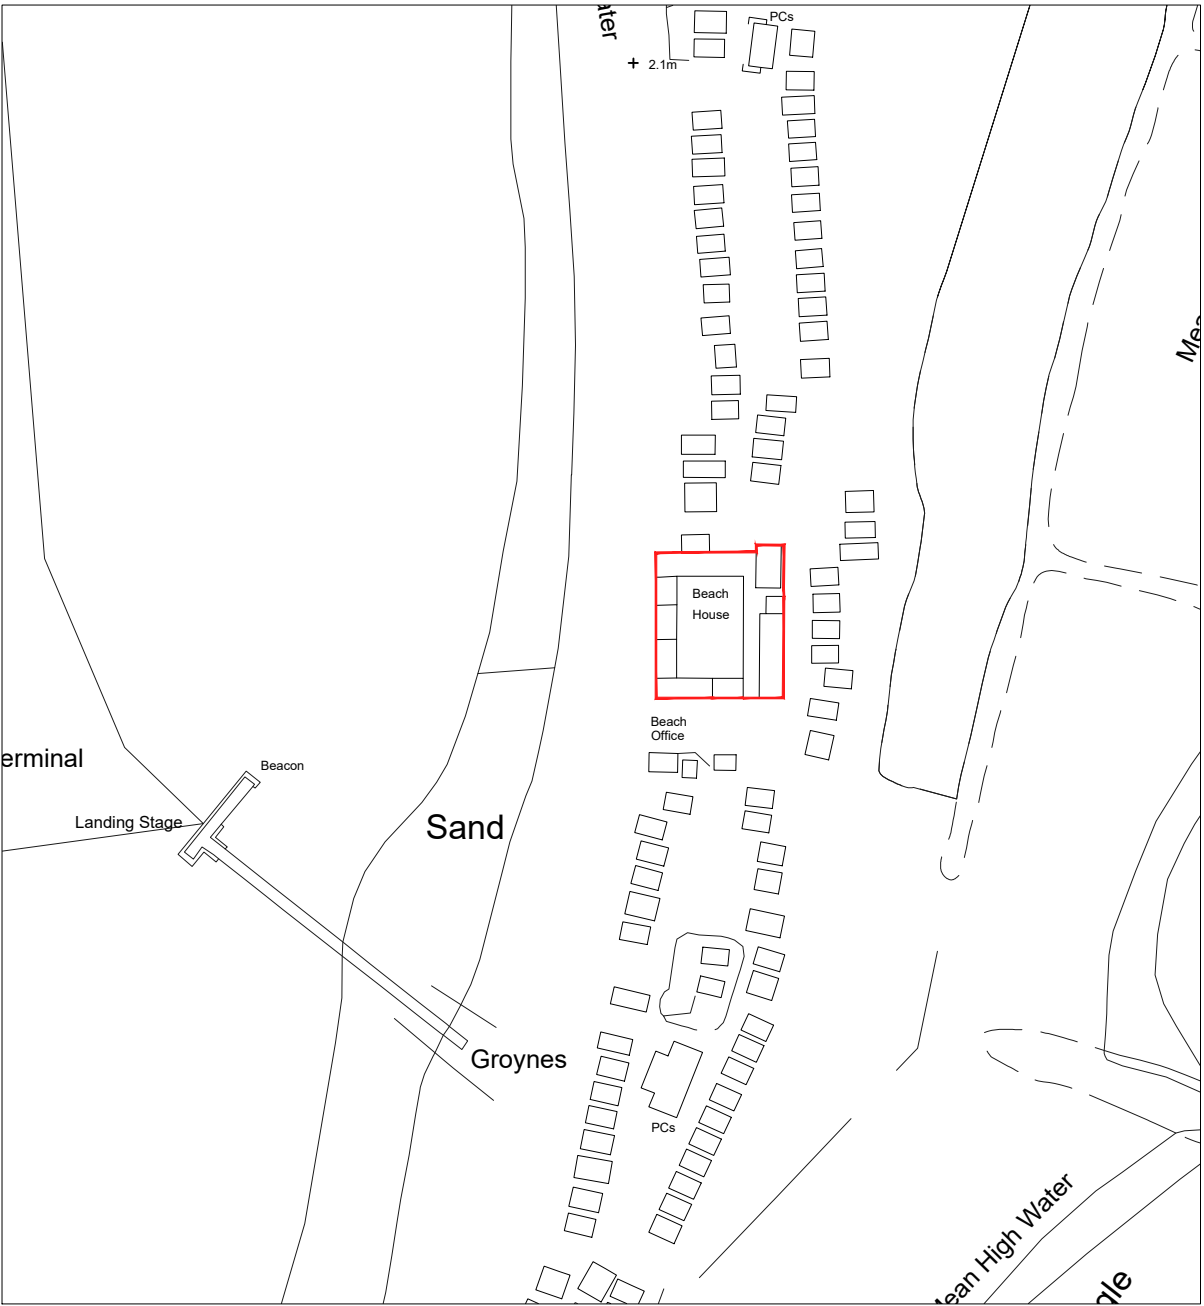 PCs
2.1m
Beach
House
Beach
Office
Beacon
Landing Stage
Sand
Groynes
PCs